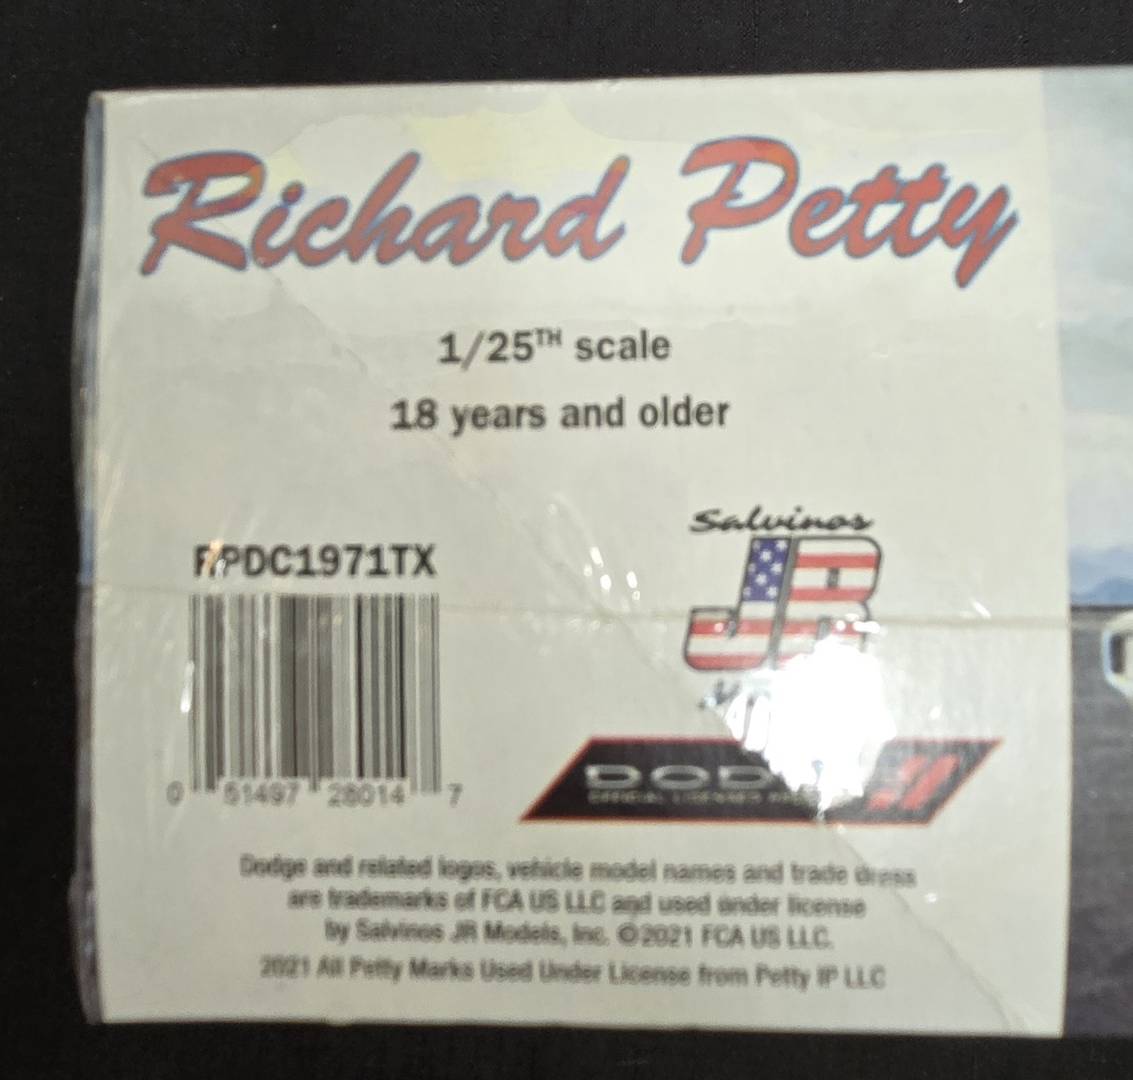 Richard Petty
1/25TH scale
18 years and older
Salvinos
JR
RPDC1971TX
0 51497 28014 7
Dodge and related logos, vehicle model names and trade dress
are trademarks of FCA US LLC and used under license
by Salvinos JR Models, Inc. ©2021 FCA US LLC.
2021 All Petty Marks Used Under License from Petty IP LLC